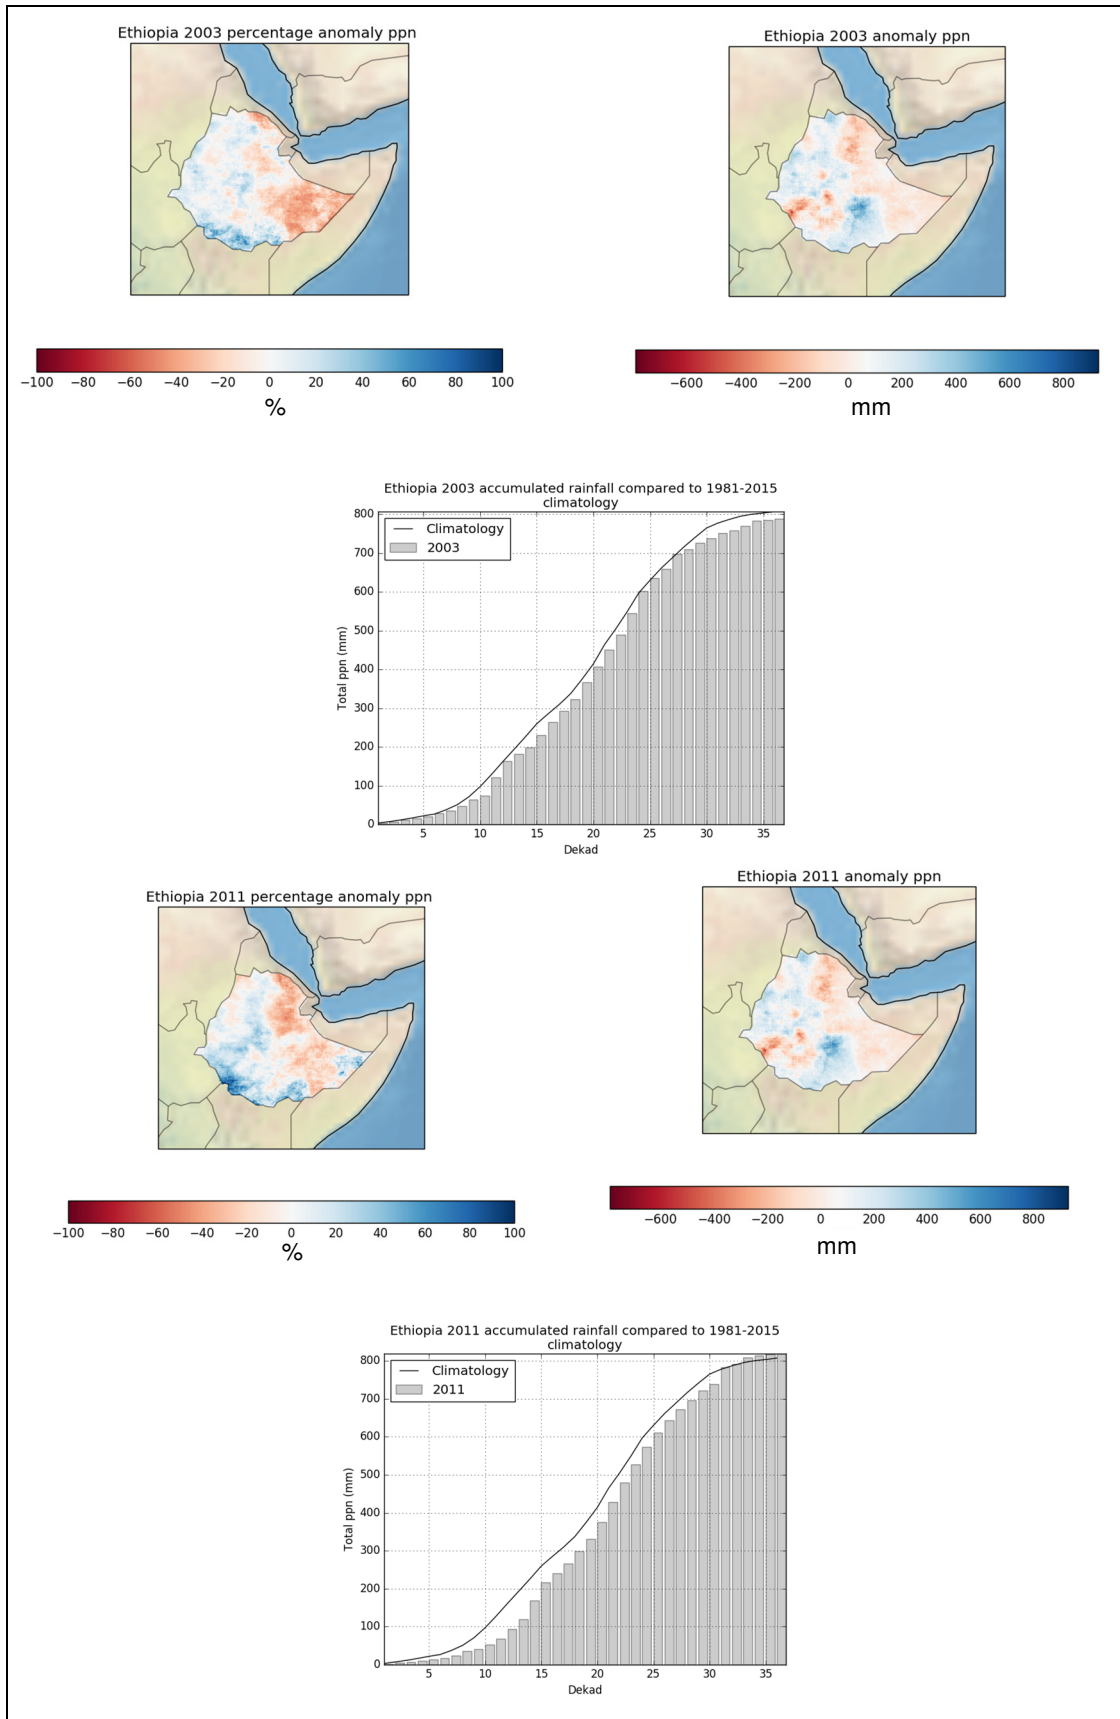 Ethiopia 2003 percentage anomaly ppn
Ethiopia 2003 anomaly ppn
−100 −80 −60 −40 −20 0 20 40 60 80 100
%
−600 −400 −200 0 200 400 600 800
mm
Ethiopia 2003 accumulated rainfall compared to 1981-2015
climatology
Climatology
2003
800
700
600
500
400
300
200
100
0
Total ppn (mm)
5 10 15 20 25 30 35
Dekad
Ethiopia 2011 percentage anomaly ppn
Ethiopia 2011 anomaly ppn
−100 −80 −60 −40 −20 0 20 40 60 80 100
%
−600 −400 −200 0 200 400 600 800
mm
Ethiopia 2011 accumulated rainfall compared to 1981-2015
climatology
Climatology
2011
800
700
600
500
400
300
200
100
0
Total ppn (mm)
5 10 15 20 25 30 35
Dekad